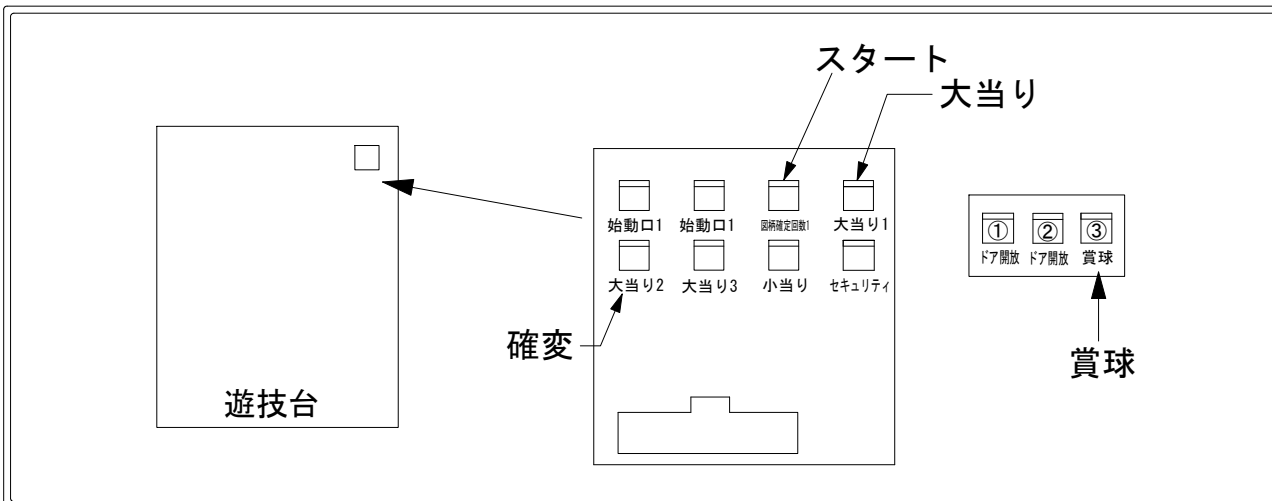 スタート
大当り
始動口1 始動口1 図柄確定回数1 大当り1
① ② ③
ドア開放 ドア開放 賞球
大当り2 大当り3 小当り セキュリティ
確変
賞球
遊技台